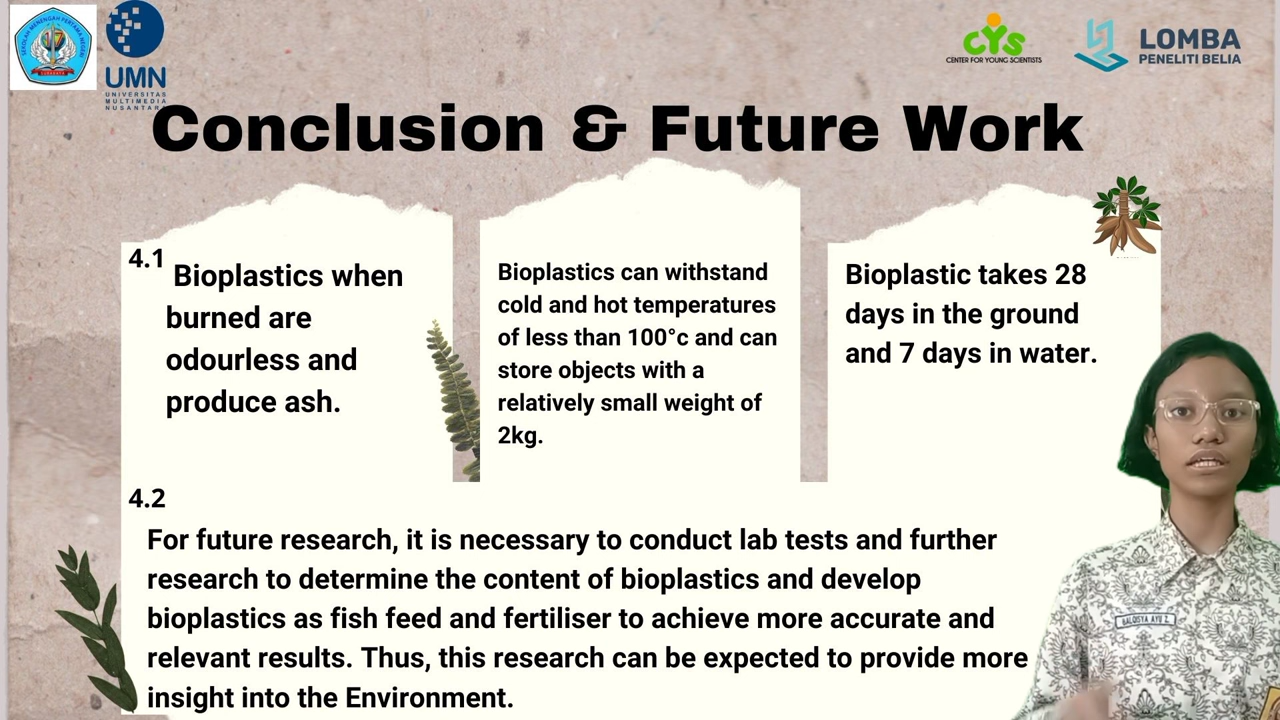 UMN
UNIVERSITAS
MULTIMEDIA
NUSANTARA
CYS
CENTER FOR YOUNG SCIENTISTS
LOMBA
PENELITI BELIA
Conclusion & Future Work
4.1
Bioplastics when
burned are
odourless and
produce ash.
Bioplastics can withstand
cold and hot temperatures
of less than 100°c and can
store objects with a
relatively small weight of
2kg.
Bioplastic takes 28
days in the ground
and 7 days in water.
4.2
For future research, it is necessary to conduct lab tests and further
research to determine the content of bioplastics and develop
bioplastics as fish feed and fertiliser to achieve more accurate and
relevant results. Thus, this research can be expected to provide more
insight into the Environment.
BALQISYA AYU Z.